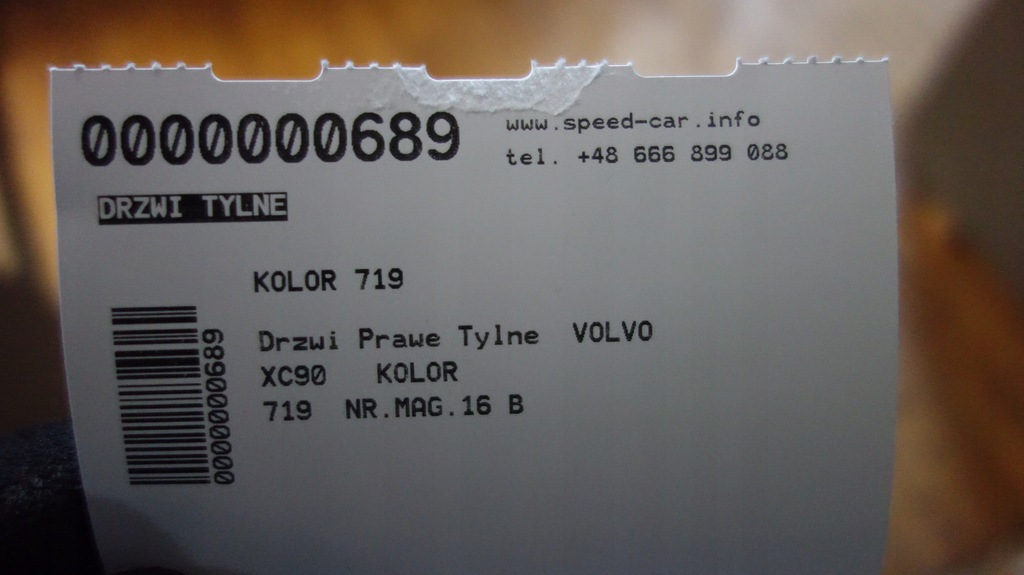 0000000689
www.speed-car.info
tel. +48 666 899 088
DRZWI TYLNE
KOLOR 719
Drzwi Prawe Tylne VOLVO
XC90 KOLOR
719 NR.MAG.16 B
0000000689